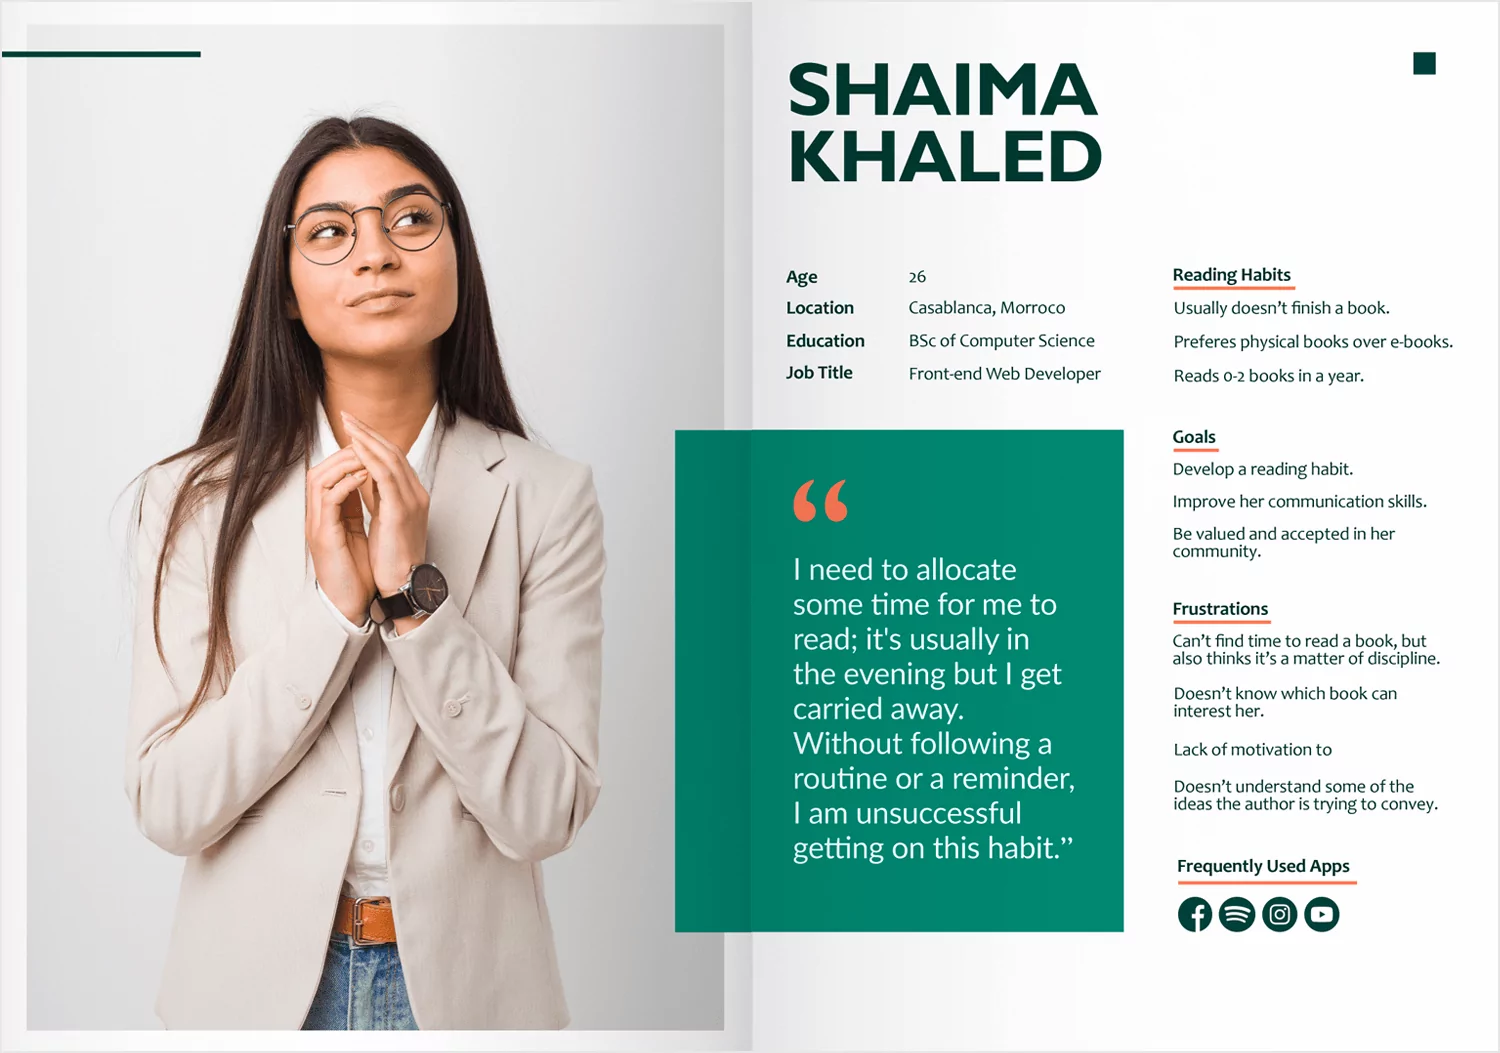 SHAIMA
KHALED
Age 26
Location Casablanca, Morroco
Education BSc of Computer Science
Job Title Front-end Web Developer
“
I need to allocate
some time for me to
read; it's usually in
the evening but I get
carried away.
Without following a
routine or a reminder,
I am unsuccessful
getting on this habit.”
Reading Habits
Usually doesn’t finish a book.
Preferes physical books over e-books.
Reads 0-2 books in a year.
Goals
Develop a reading habit.
Improve her communication skills.
Be valued and accepted in her
community.
Frustrations
Can’t find time to read a book, but
also thinks it’s a matter of discipline.
Doesn’t know which book can
interest her.
Lack of motivation to
Doesn’t understand some of the
ideas the author is trying to convey.
Frequently Used Apps